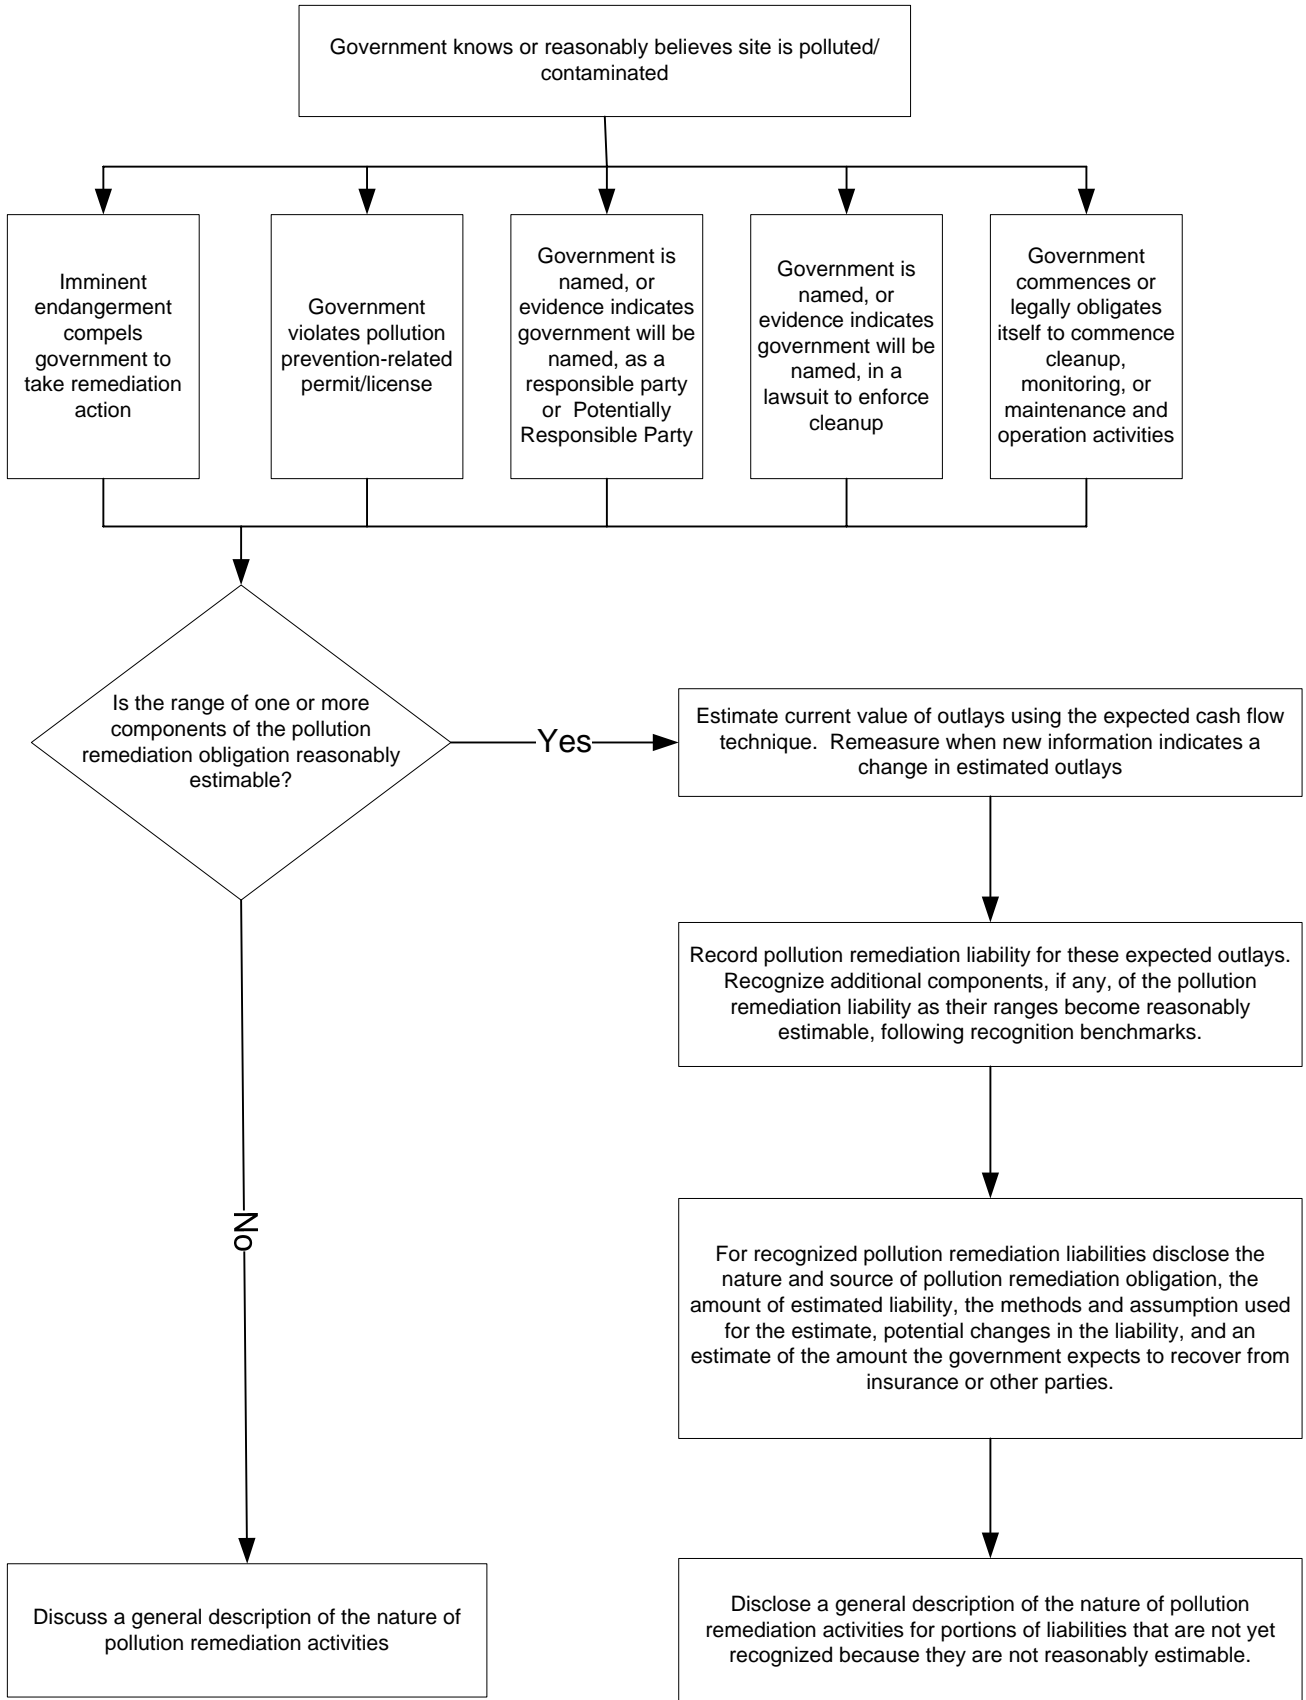 Government knows or reasonably believes site is polluted/
contaminated
Imminent
endangerment
compels
government to
take remediation
action
Government
violates pollution
prevention-related
permit/license
Government is
named, or
evidence indicates
government will be
named, as a
responsible party
or Potentially
Responsible Party
Government is
named, or
evidence indicates
government will be
named, in a
lawsuit to enforce
cleanup
Government
commences or
legally obligates
itself to commence
cleanup,
monitoring, or
maintenance and
operation activities
Is the range of one or more
components of the pollution
remediation obligation reasonably
estimable?
Yes
Estimate current value of outlays using the expected cash flow
technique. Remeasure when new information indicates a
change in estimated outlays
Record pollution remediation liability for these expected outlays.
Recognize additional components, if any, of the pollution
remediation liability as their ranges become reasonably
estimable, following recognition benchmarks.
No
For recognized pollution remediation liabilities disclose the
nature and source of pollution remediation obligation, the
amount of estimated liability, the methods and assumption used
for the estimate, potential changes in the liability, and an
estimate of the amount the government expects to recover from
insurance or other parties.
Discuss a general description of the nature of
pollution remediation activities
Disclose a general description of the nature of pollution
remediation activities for portions of liabilities that are not yet
recognized because they are not reasonably estimable.